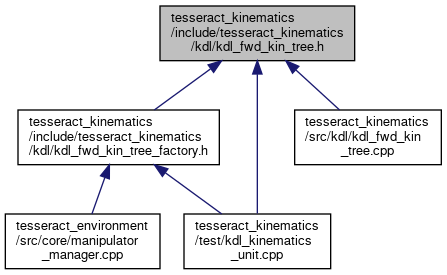 tesseract_kinematics
/include/tesseract_kinematics
/kdl/kdl_fwd_kin_tree.h
tesseract_kinematics
/include/tesseract_kinematics
/kdl/kdl_fwd_kin_tree_factory.h
tesseract_kinematics
/src/kdl/kdl_fwd_kin
_tree.cpp
tesseract_environment
/src/core/manipulator
_manager.cpp
tesseract_kinematics
/test/kdl_kinematics
_unit.cpp